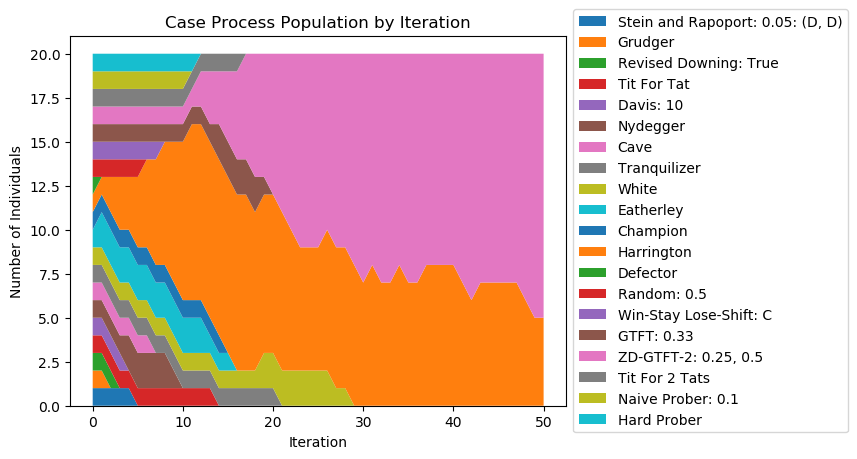 Case Process Population by Iteration
Number of Individuals
20.0
17.5
15.0
12.5
10.0
7.5
5.0
2.5
0.0
0
10
20
30
40
50
Iteration
Stein and Rapoport: 0.05: (D, D)
Grudger
Revised Downing: True
Tit For Tat
Davis: 10
Nydegger
Cave
Tranquilizer
White
Eatherley
Champion
Harrington
Defector
Random: 0.5
Win-Stay Lose-Shift: C
GTFT: 0.33
ZD-GTFT-2: 0.25, 0.5
Tit For 2 Tats
Naive Prober: 0.1
Hard Prober